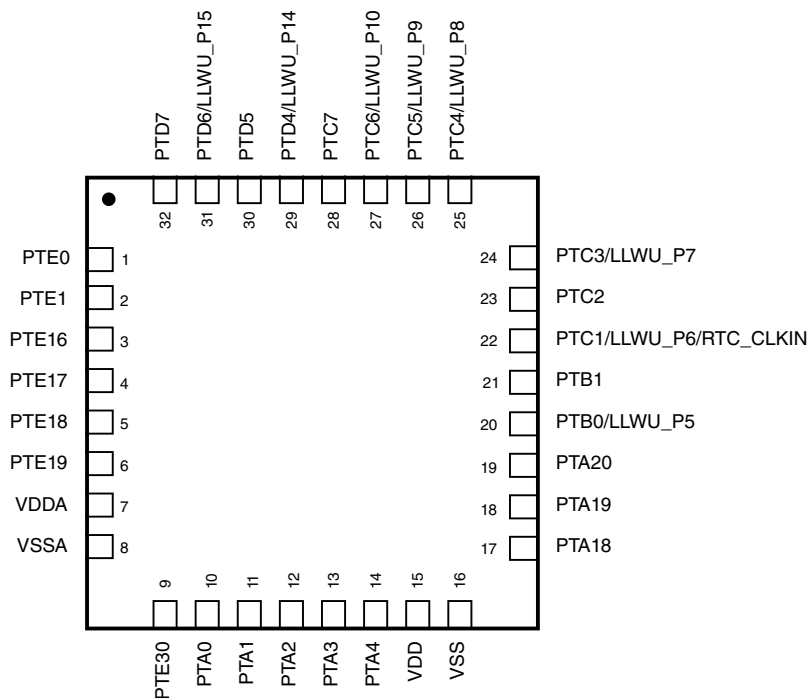 PTD7
PTD6/LLWU_P15
PTD5
PTD4/LLWU_P14
PTC7
PTC6/LLWU_P10
PTC5/LLWU_P9
PTC4/LLWU_P8
32
31
30
29
28
27
26
25
PTE0 1
PTE1 2
PTE16 3
PTE17 4
PTE18 5
PTE19 6
VDDA 7
VSSA 8
24 PTC3/LLWU_P7
23 PTC2
22 PTC1/LLWU_P6/RTC_CLKIN
21 PTB1
20 PTB0/LLWU_P5
19 PTA20
18 PTA19
17 PTA18
9
10
11
12
13
14
15
16
PTE30
PTA0
PTA1
PTA2
PTA3
PTA4
VDD
VSS